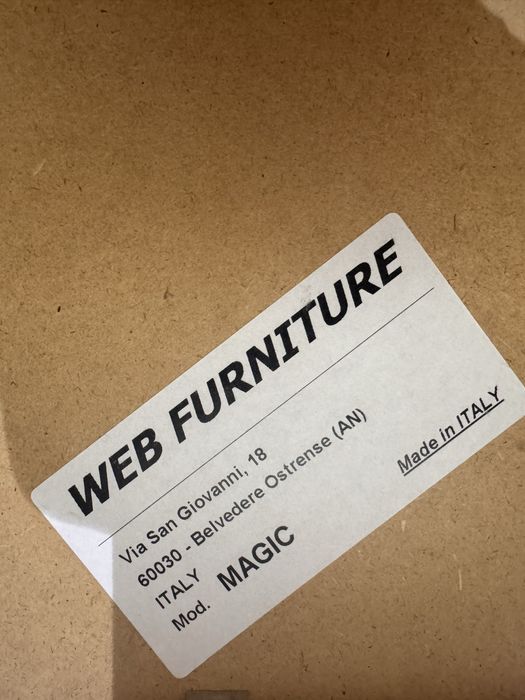 WEB FURNITURE
Via San Giovanni, 18
60030 - Belvedere Ostrense (AN)
ITALY
Mod. MAGIC
Made in ITALY